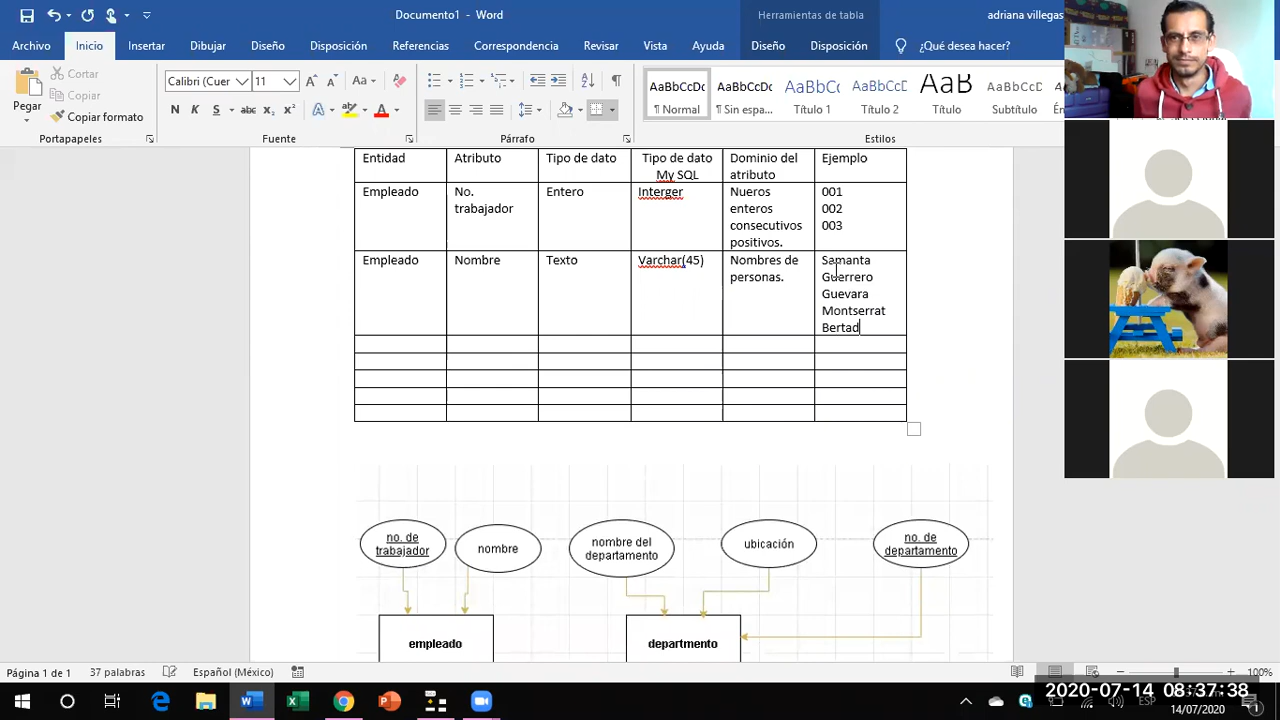 Documento1 - Word
Herramientas de tabla
adriana villegas
Archivo Inicio Insertar Dibujar Diseño Disposición Referencias Correspondencia Revisar Vista Ayuda Diseño Disposición ¿Qué desea hacer?
Pegar
Cortar
Copiar
Copiar formato
Portapapeles
Calibri (Cuer 11
N K S abc x₂ x²
Fuente
Párrafo
AaBbCcDc AaBbCcDc AaBbCc AaBbCcD AaB AaBbCcD
¶ Normal ¶ Sin espa... Título 1 Título 2 Título Subtítulo
Estilos
Entidad Atributo Tipo de dato Tipo de dato My SQL Dominio del atributo Ejemplo
Empleado No. trabajador Entero Interger Nueros enteros consecutivos positivos. 001 002 003
Empleado Nombre Texto Varchar(45) Nombres de personas. Samanta Guerrero Guevara Montserrat Bertad
no. de trabajador
nombre
nombre del departamento
ubicación
no. de departamento
empleado
departmento
Página 1 de 1 37 palabras Español (México) 100%
2020-07-14 08:37:38
ESP
14/07/2020